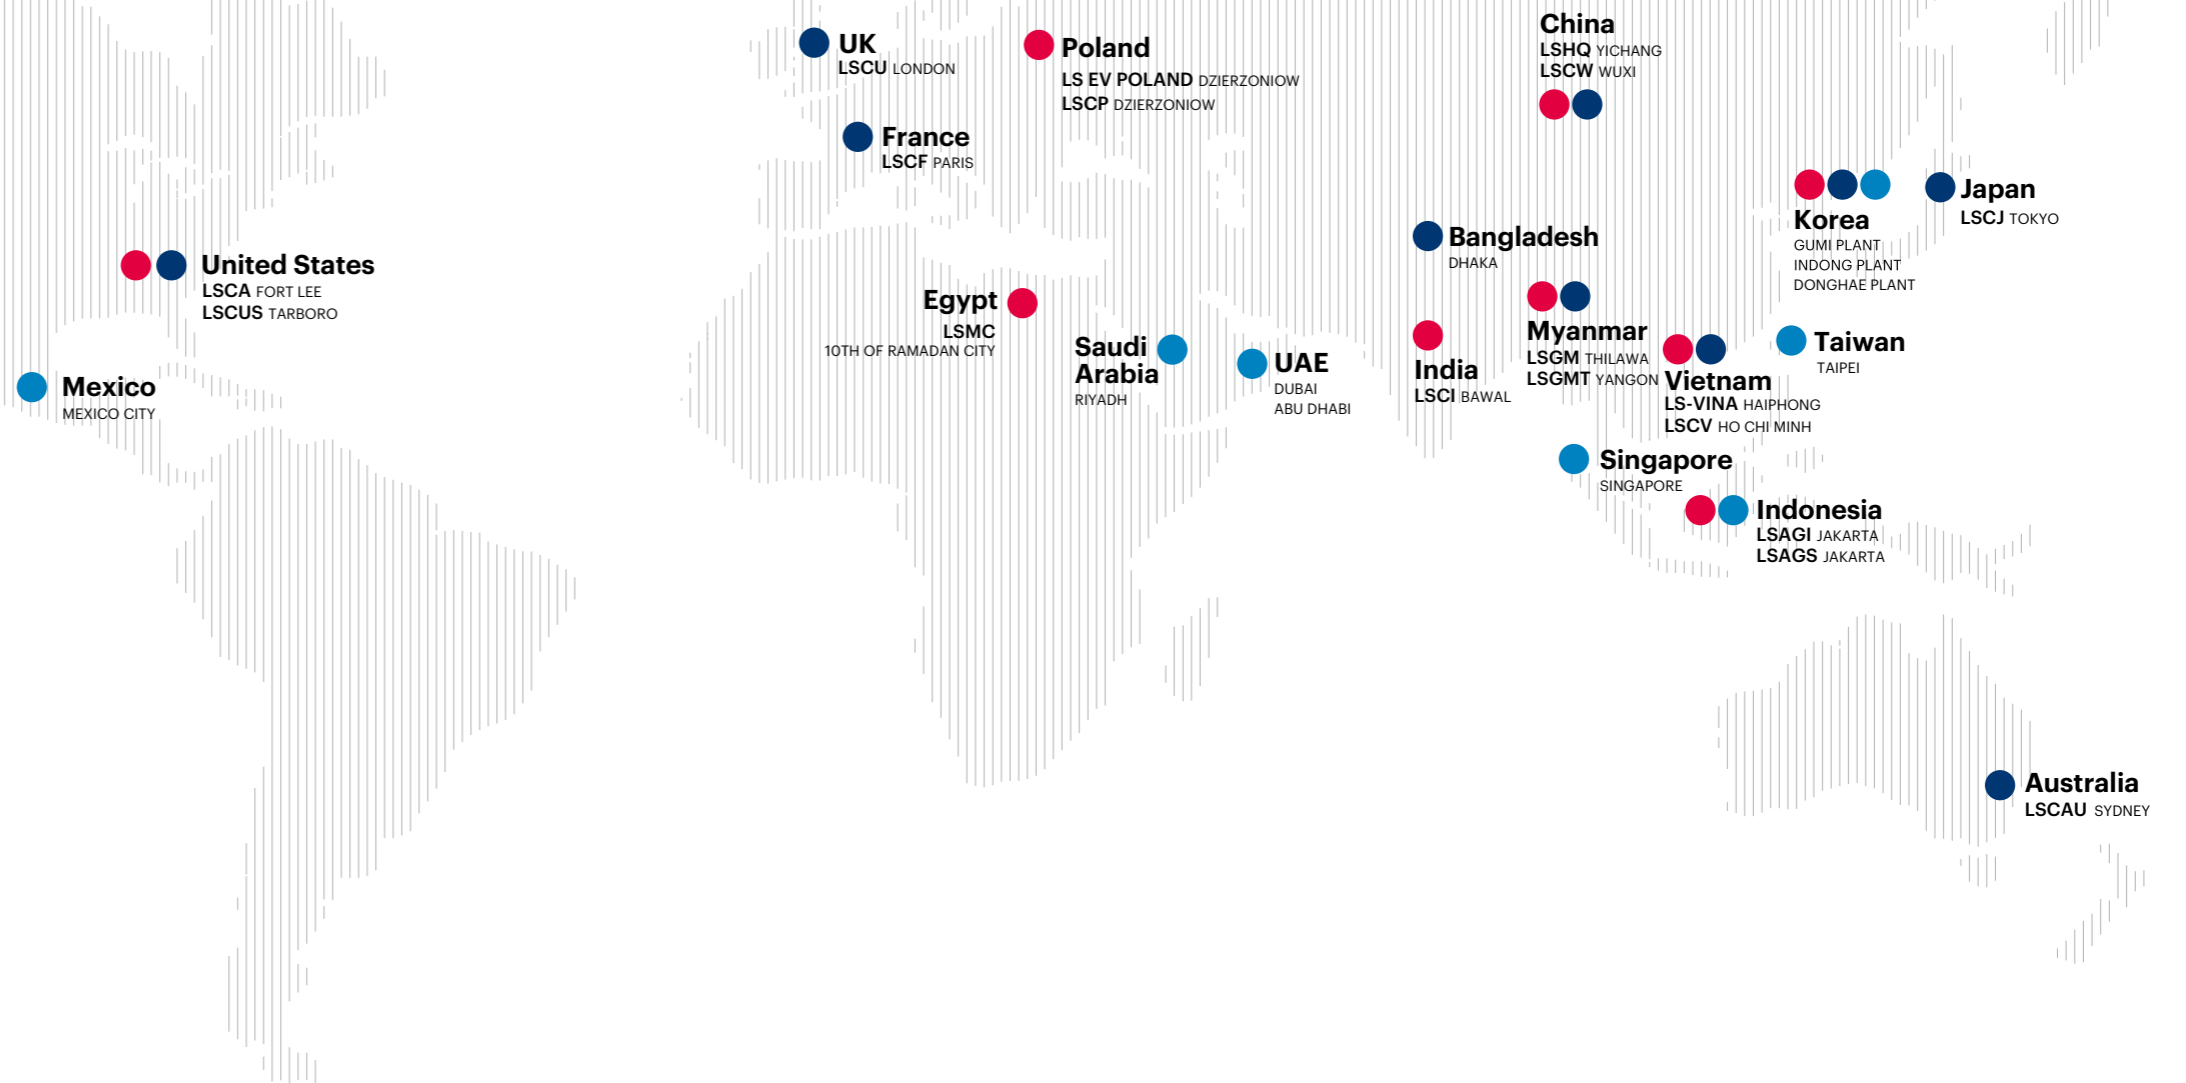 China
LSHQ YICHANG
LSCW WUXI
UK
LSCU LONDON
Poland
LS EV POLAND DZIERZONIOW
LSCP DZIERZONIOW
France
LSCF PARIS
Korea
GUMI PLANT
INDONG PLANT
DONGHAE PLANT
Japan
LSCJ TOKYO
Bangladesh
DHAKA
United States
LSCA FORT LEE
LSCUS TARBORO
Egypt
LSMC
10TH OF RAMADAN CITY
Saudi
Arabia
RIYADH
UAE
DUBAI
ABU DHABI
India
LSCI BAWAL
Myanmar
LSGM THILAWA
LSGMT YANGON
Vietnam
LS-VINA HAIPHONG
LSCV HO CHI MINH
Taiwan
TAIPEI
Mexico
MEXICO CITY
Singapore
SINGAPORE
Indonesia
LSAGI JAKARTA
LSAGS JAKARTA
Australia
LSCAU SYDNEY